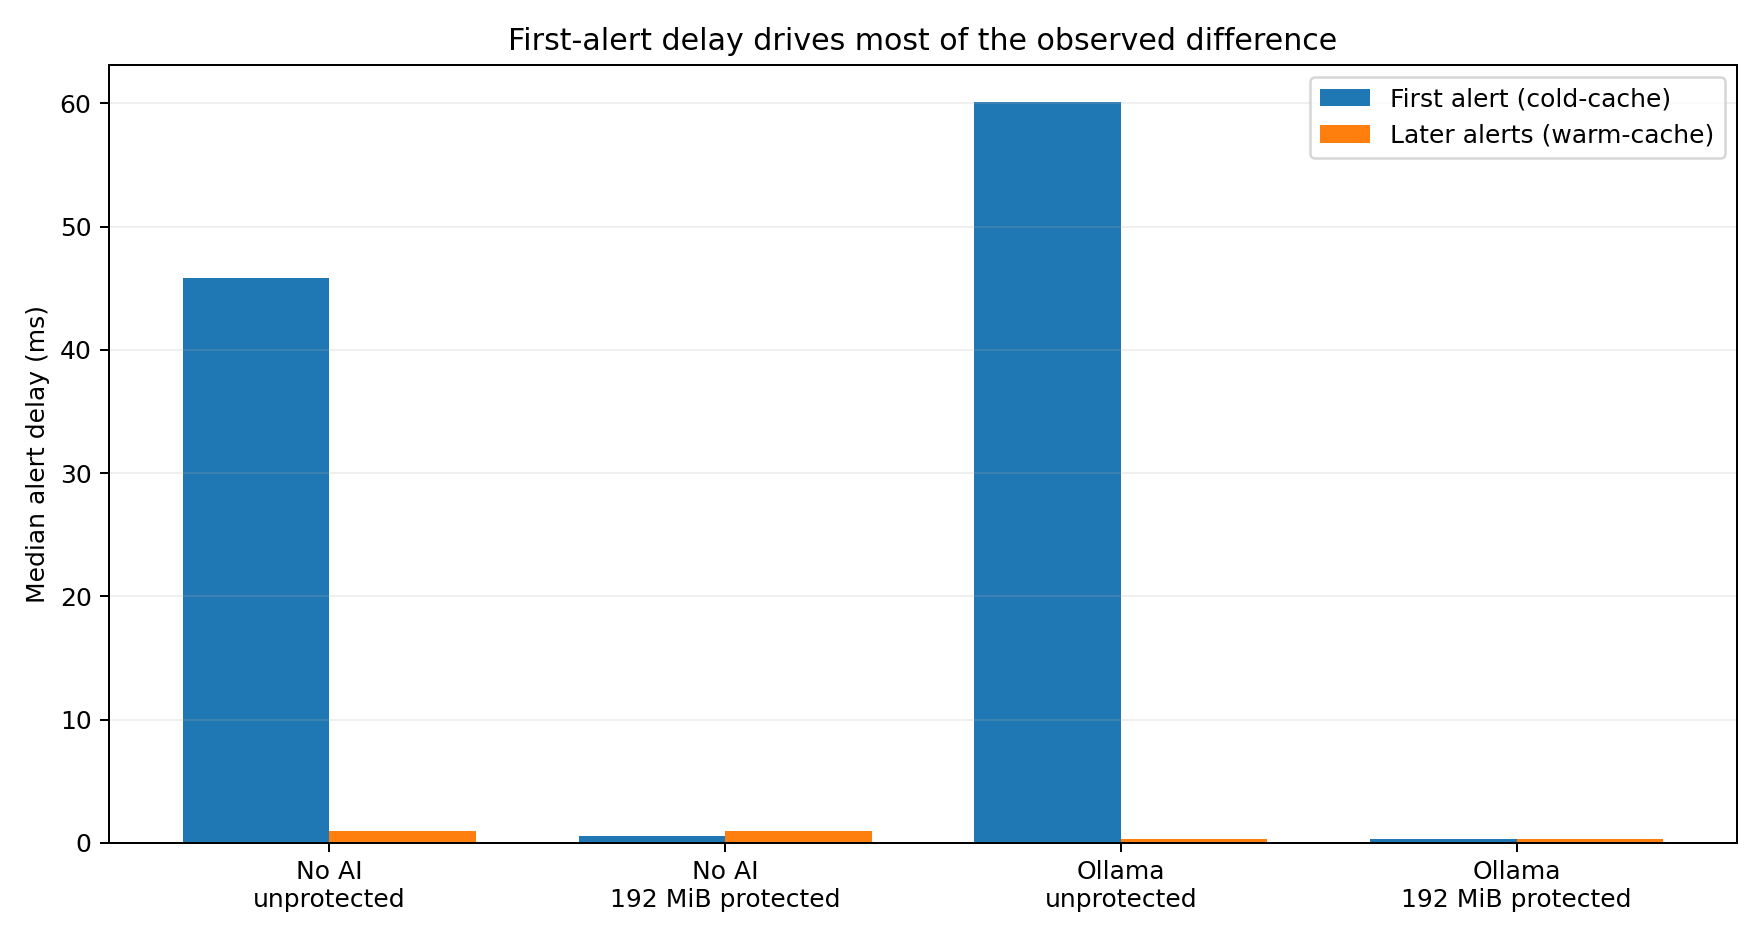 First-alert delay drives most of the observed difference
First alert (cold-cache)
Later alerts (warm-cache)
Median alert delay (ms)
60
50
40
30
20
10
0
No AI
unprotected
No AI
192 MiB protected
Ollama
unprotected
Ollama
192 MiB protected